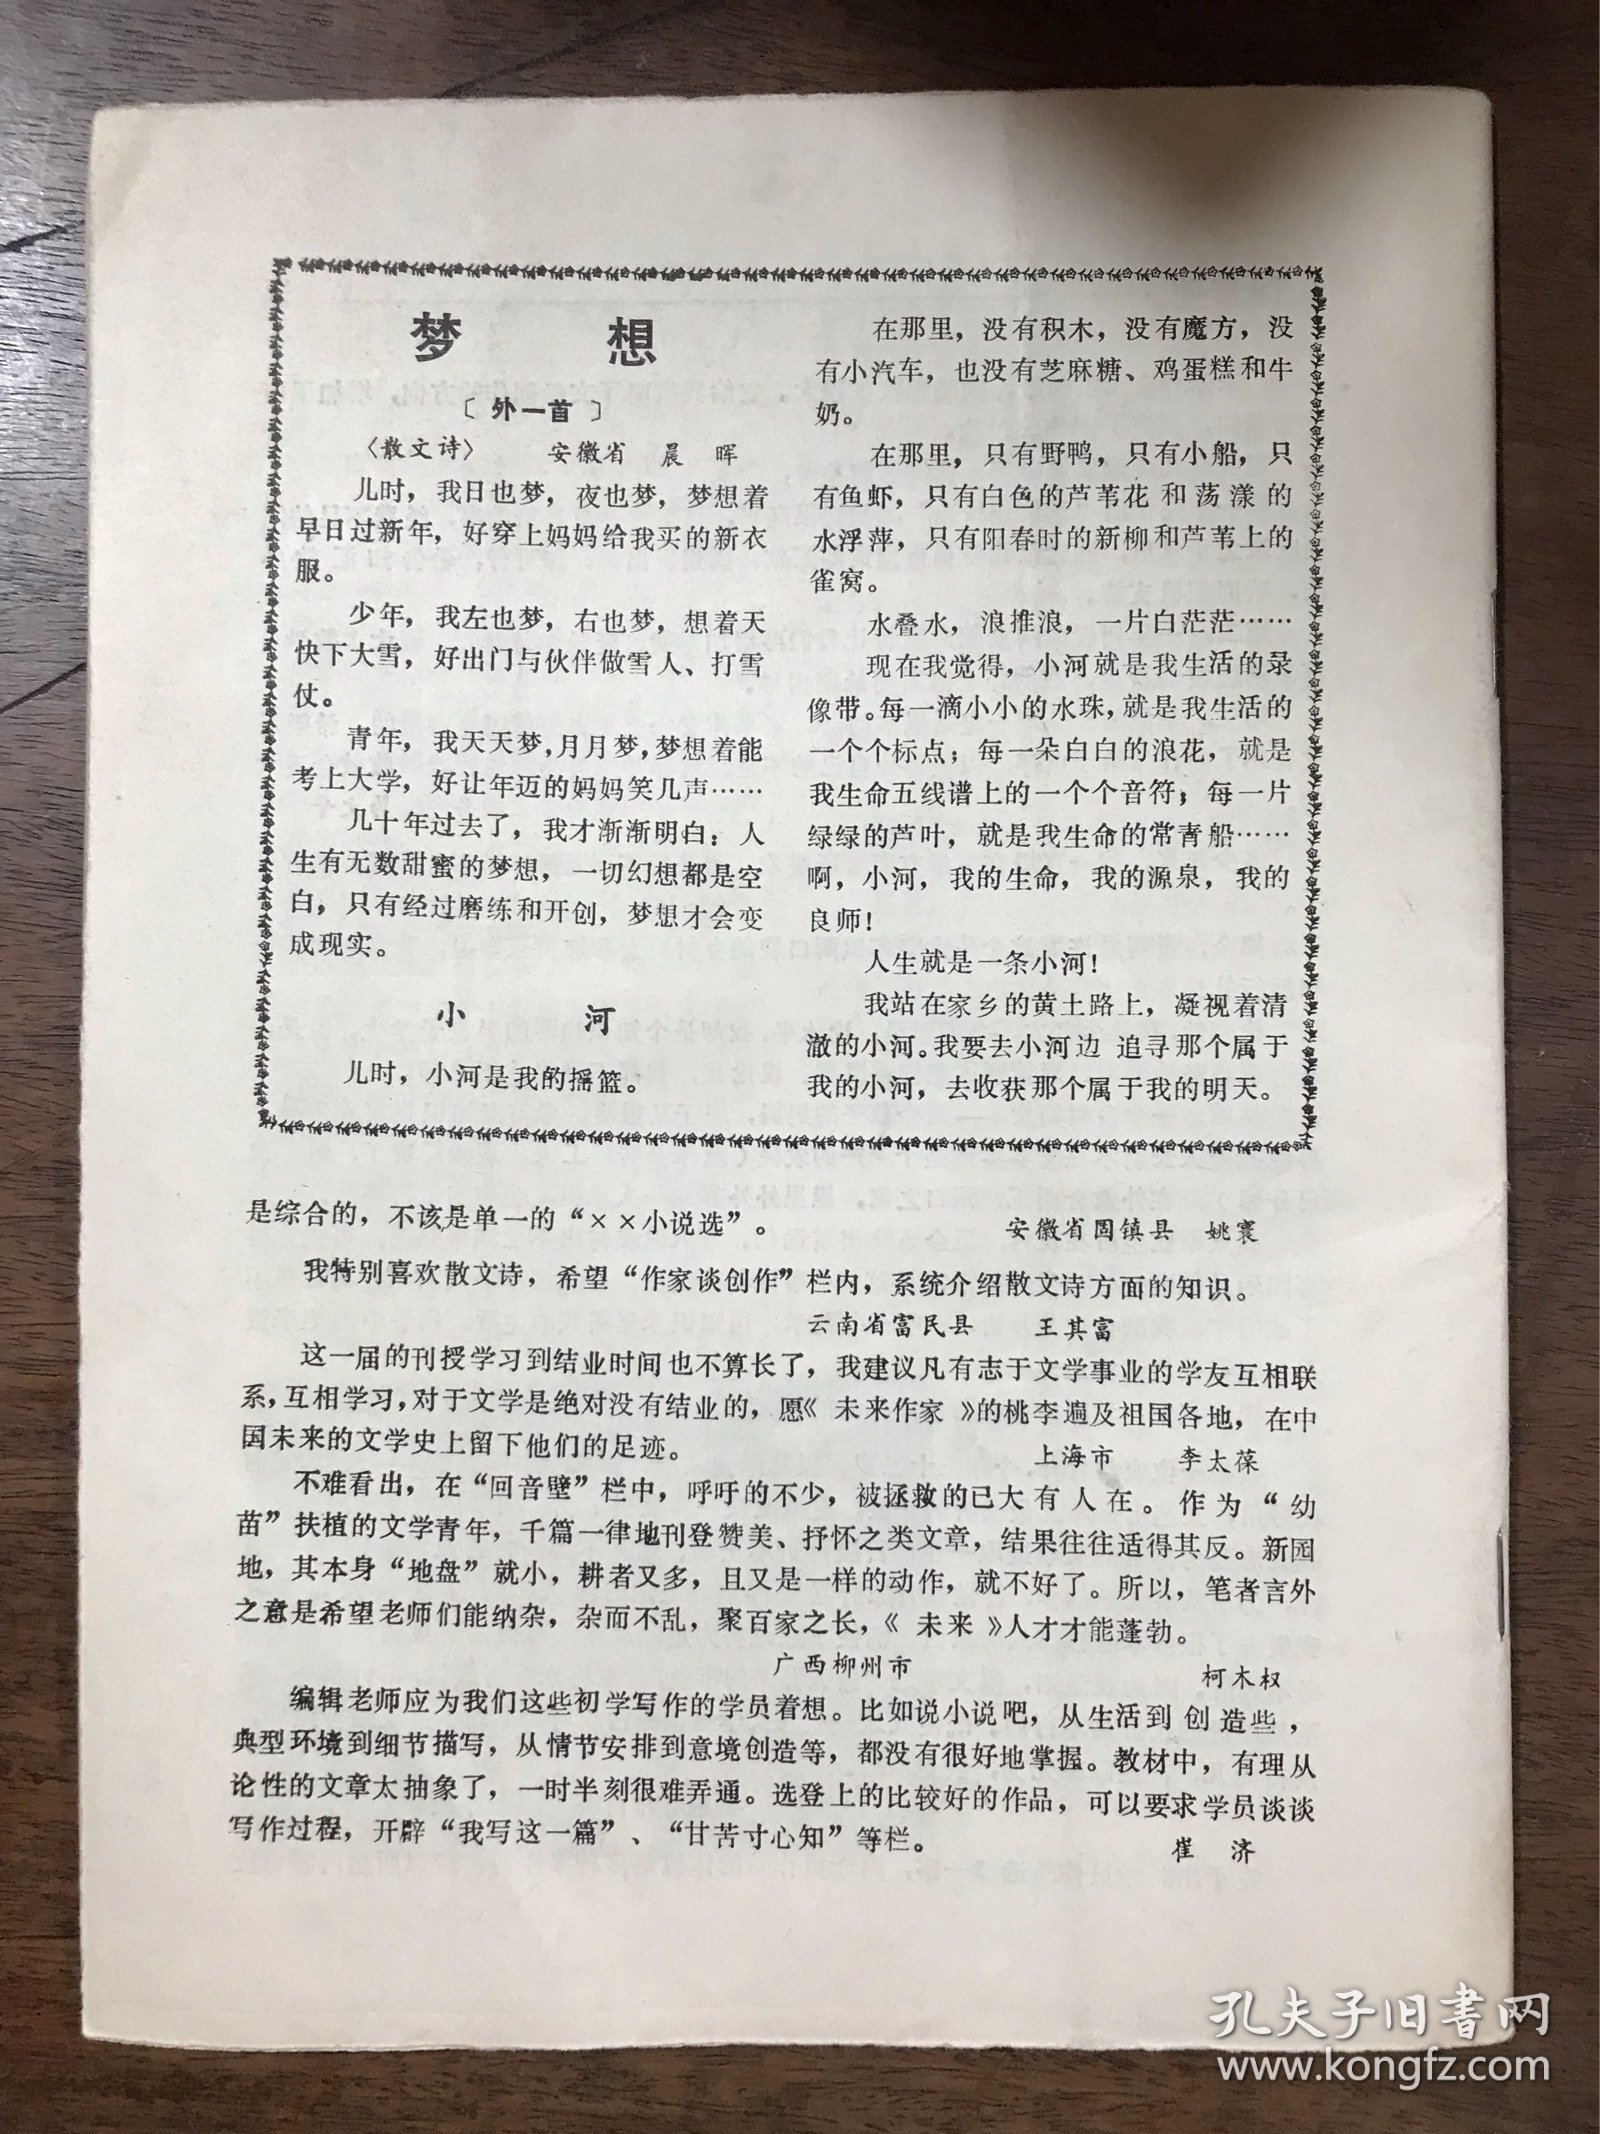 梦 想
〔外一首〕
〈散文诗〉 安徽省 晨 晖
儿时，我日也梦，夜也梦，梦想着
早日过新年，好穿上妈妈给我买的新衣
服。
少年，我左也梦，右也梦，想着天
快下大雪，好出门与伙伴做雪人、打雪
仗。
青年，我天天梦，月月梦，梦想着能
考上大学，好让年迈的妈妈笑几声……
几十年过去了，我才渐渐明白：人
生有无数甜蜜的梦想，一切幻想都是空
白，只有经过磨练和开创，梦想才会变
成现实。
小 河
儿时，小河是我的摇篮。
在那里，没有积木，没有魔方，没
有小汽车，也没有芝麻糖、鸡蛋糕和牛
奶。
在那里，只有野鸭，只有小船，只
有鱼虾，只有白色的芦苇花和荡漾的
水浮萍，只有阳春时的新柳和芦苇上的
雀窝。
水叠水，浪推浪，一片白茫茫……
现在我觉得，小河就是我生活的录
像带。每一滴小小的水珠，就是我生活的
一个个标点；每一朵白白的浪花，就是
我生命五线谱上的一个个音符；每一片
绿绿的芦叶，就是我生命的常青船……
啊，小河，我的生命，我的源泉，我的
良师！
人生就是一条小河！
我站在家乡的黄土路上，凝视着清
澈的小河。我要去小河边 追寻那个属于
我的小河，去收获那个属于我的明天。
是综合的，不该是单一的“××小说选”。
安徽省固镇县 姚寰
我特别喜欢散文诗，希望“作家谈创作”栏内，系统介绍散文诗方面的知识。
云南省富民县 王其富
这一届的刊授学习到结业时间也不算长了，我建议凡有志于文学事业的学友互相联
系，互相学习，对于文学是绝对没有结业的，愿《未来作家》的桃李遍及祖国各地，在中
国未来的文学史上留下他们的足迹。
上海市 李太葆
不难看出，在“回音壁”栏中，呼吁的不少，被拯救的已大有人在。作为“幼
苗”扶植的文学青年，千篇一律地刊登赞美、抒怀之类文章，结果往往适得其反。新园
地，其本身“地盘”就小，耕者又多，且又是一样的动作，就不好了。所以，笔者言外
之意是希望老师们能纳杂，杂而不乱，聚百家之长，《未来》人才才能蓬勃。
广西柳州市 柯木权
编辑老师应为我们这些初学写作的学员着想。比如说小说吧，从生活到创造些，
典型环境到细节描写，从情节安排到意境创造等，都没有很好地掌握。教材中，有理从
论性的文章太抽象了，一时半刻很难弄通。选登上的比较好的作品，可以要求学员谈谈
写作过程，开辟“我写这一篇”、“甘苦寸心知”等栏。
崔 济
孔夫子旧书网
www.kongfz.com